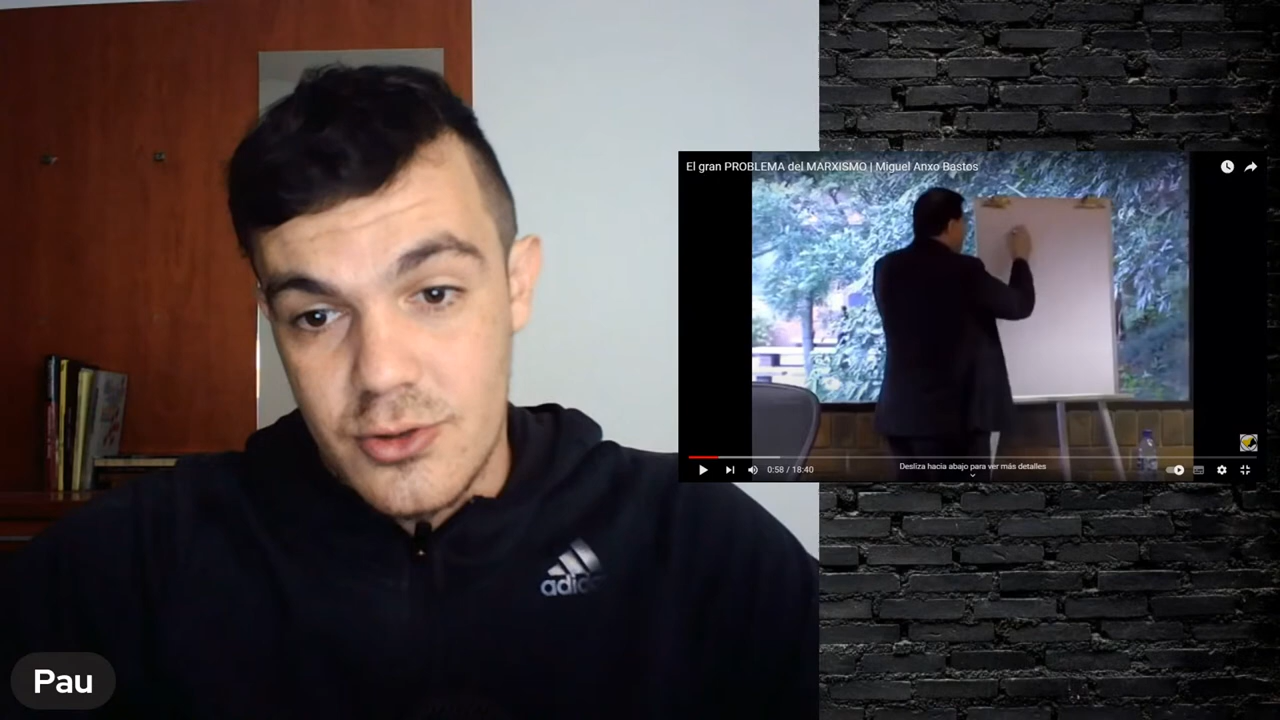 El gran PROBLEMA del MARXISMO | Miguel Anxo Bastos
adidas
0:58 / 18:40
Desliza hacia abajo para ver más detalles
Pau